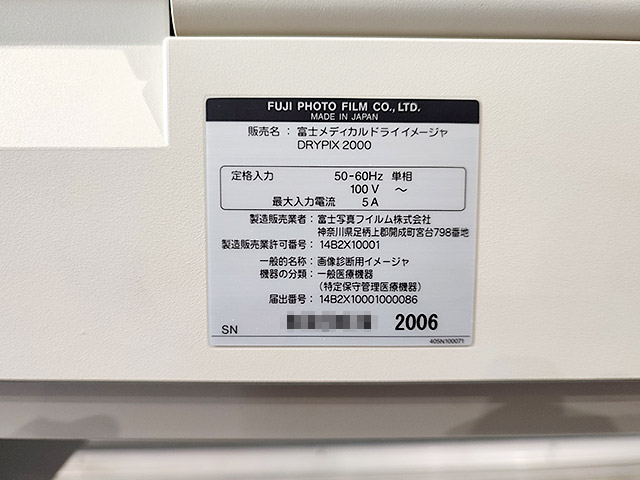 FUJI PHOTO FILM CO., LTD.
MADE IN JAPAN
販売名：富士メディカルドライイメージャ
DRYPIX 2000
定格入力 50-60Hz 単相
100 V ～
最大入力電流 5 A
製造販売業者：富士写真フイルム株式会社
神奈川県足柄上郡開成町宮台798番地
製造販売業許可番号：14B2X10001
一般的名称：画像診断用イメージャ
機器の分類：一般医療機器
（特定保守管理医療機器）
届出番号：14B2X10001000086
SN 2006
405N100071